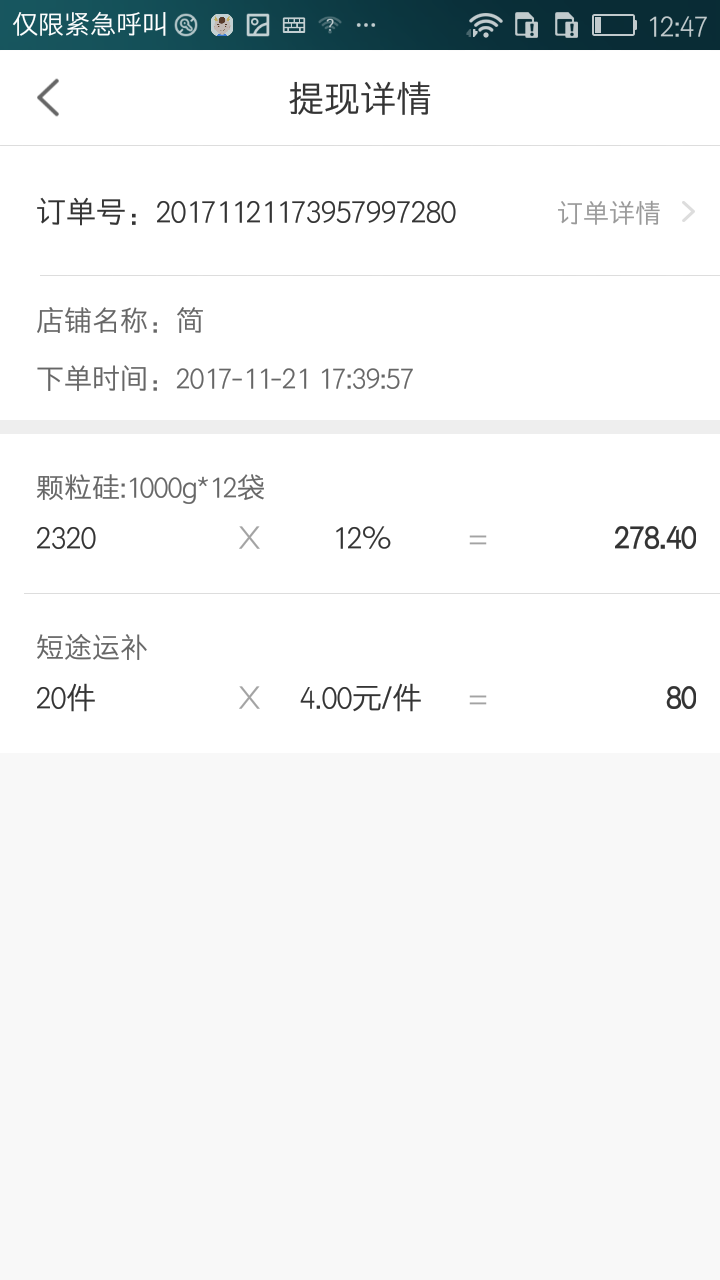 仅限紧急呼叫 ··· 12:47
提现详情
订单号：20171121173957997280 订单详情
店铺名称：简
下单时间：2017-11-21 17:39:57
颗粒硅:1000g*12袋
2320 X 12% = 278.40
短途运补
20件 X 4.00元/件 = 80